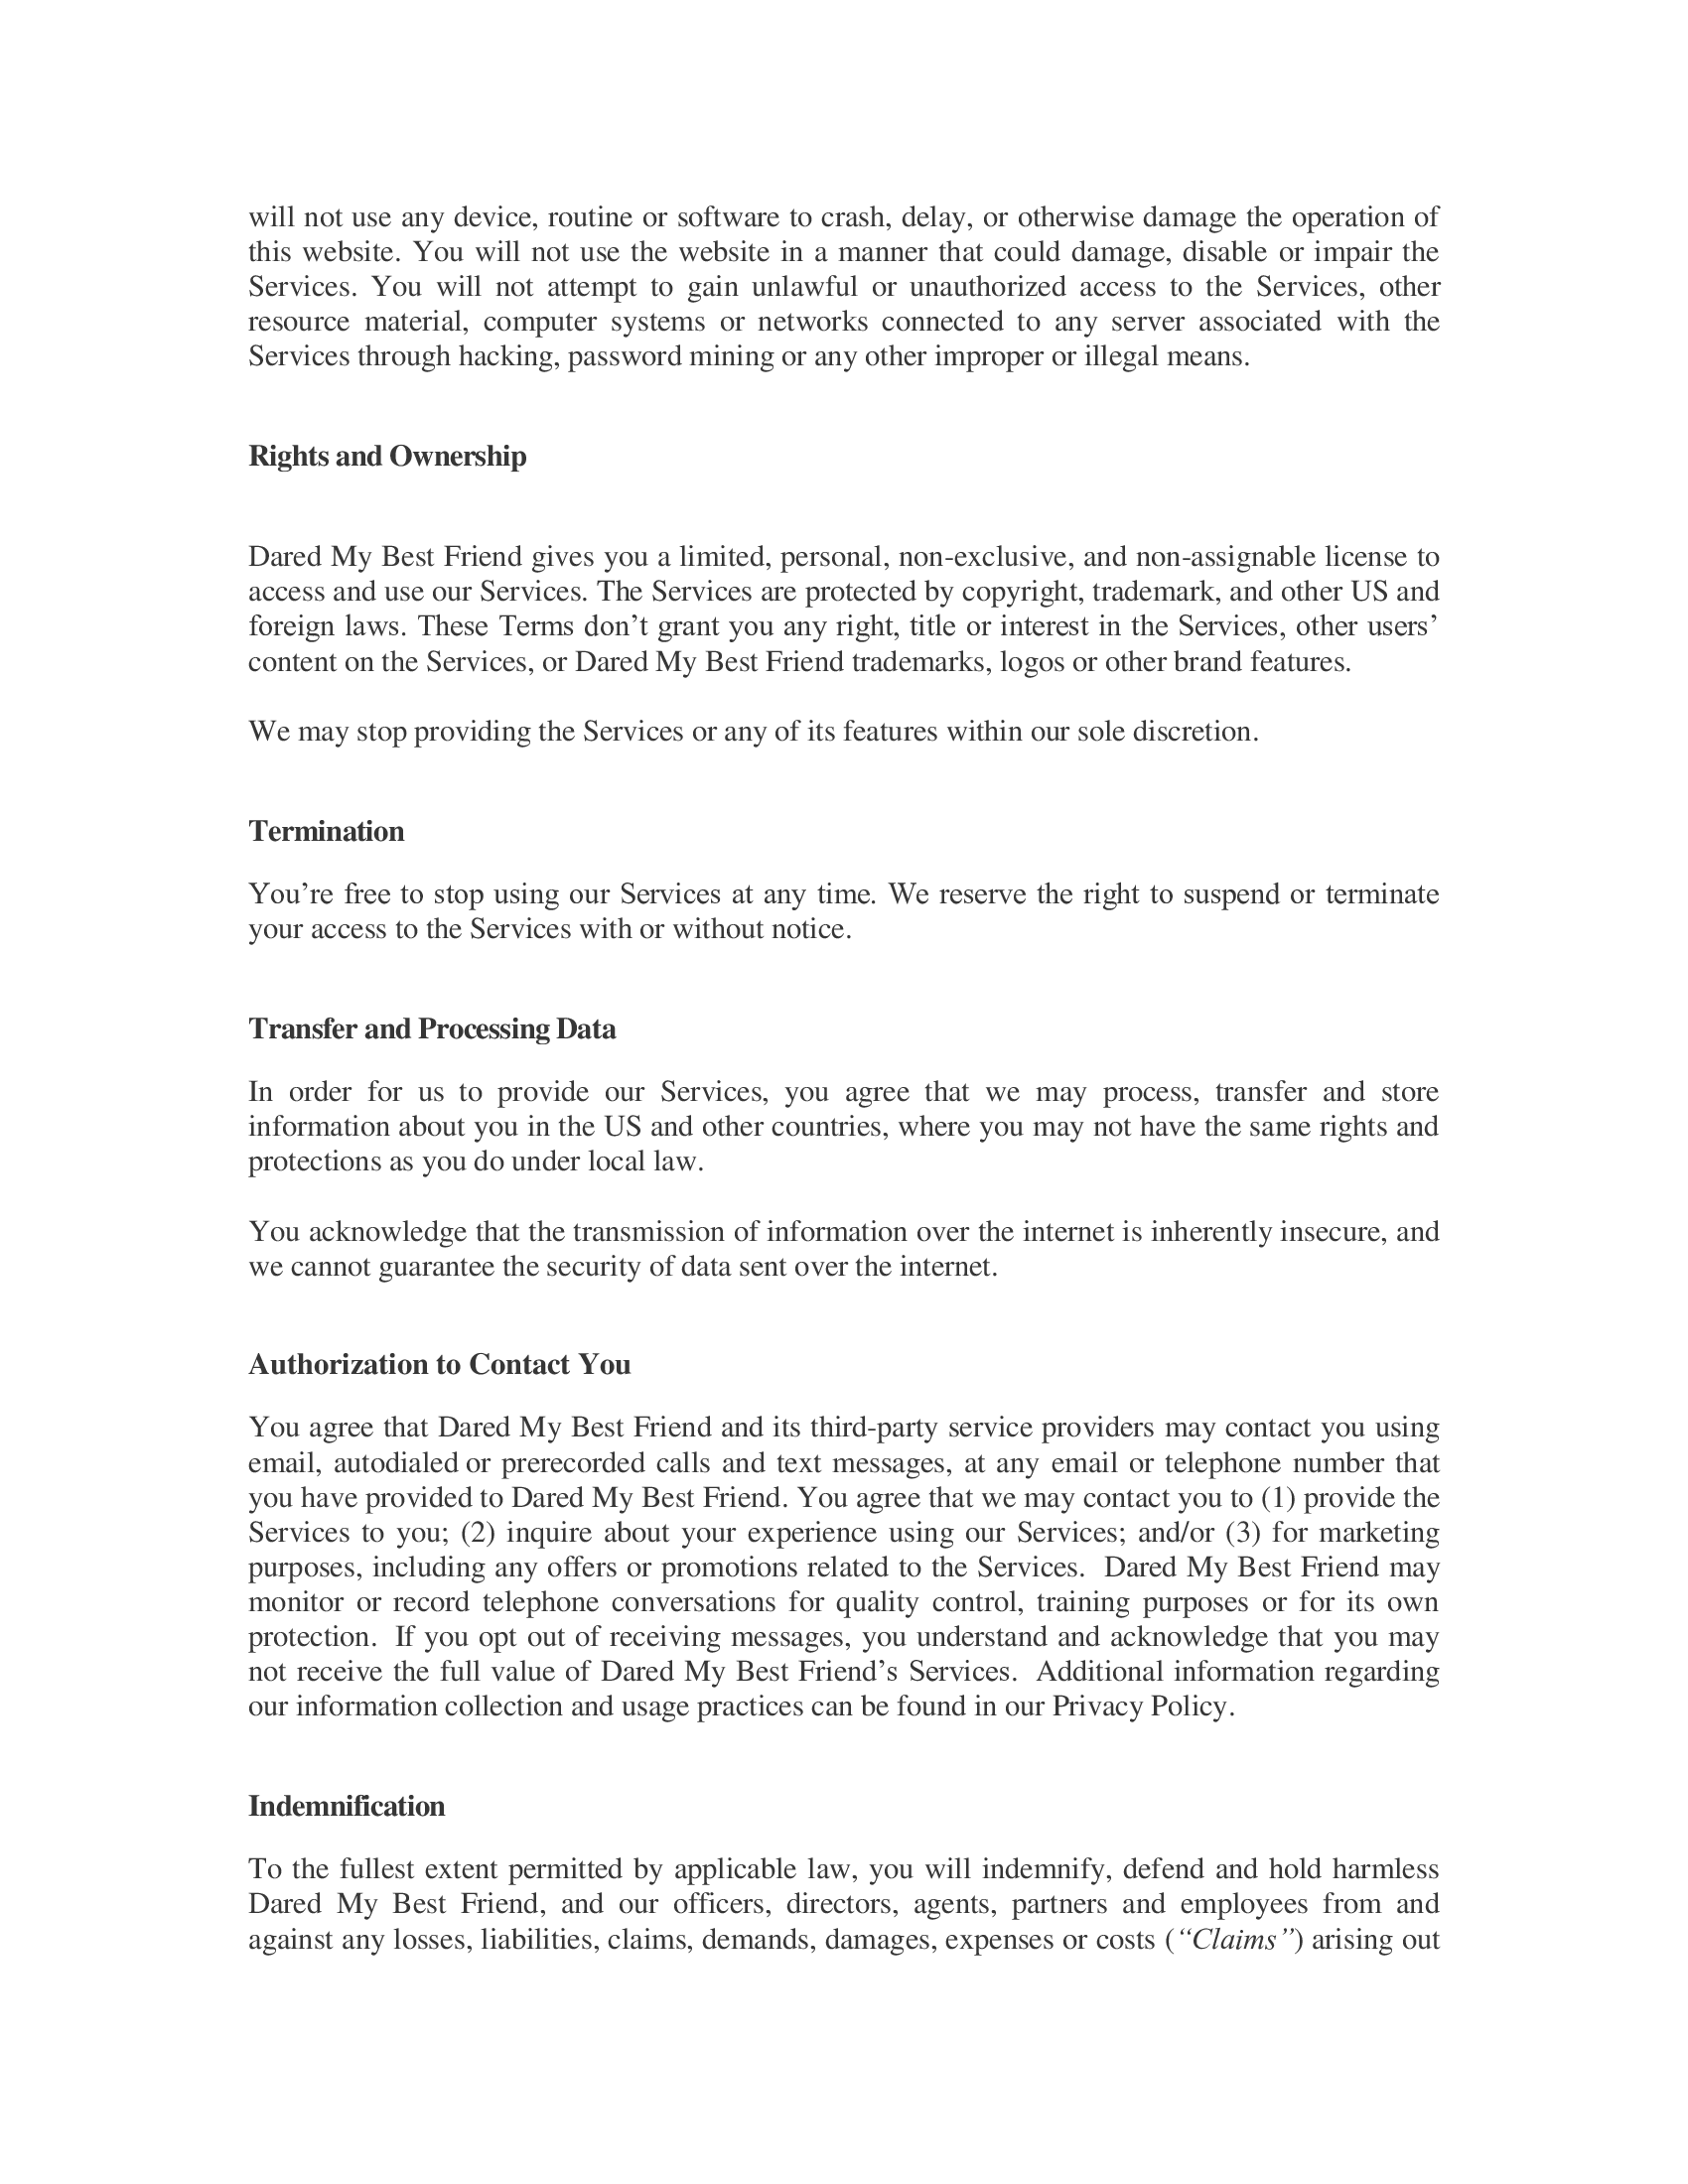 will not use any device, routine or software to crash, delay, or otherwise damage the operation of
this website. You will not use the website in a manner that could damage, disable or impair the
Services. You will not attempt to gain unlawful or unauthorized access to the Services, other
resource material, computer systems or networks connected to any server associated with the
Services through hacking, password mining or any other improper or illegal means.
Rights and Ownership
Dared My Best Friend gives you a limited, personal, non-exclusive, and non-assignable license to
access and use our Services. The Services are protected by copyright, trademark, and other US and
foreign laws. These Terms don’t grant you any right, title or interest in the Services, other users’
content on the Services, or Dared My Best Friend trademarks, logos or other brand features.
We may stop providing the Services or any of its features within our sole discretion.
Termination
You’re free to stop using our Services at any time. We reserve the right to suspend or terminate
your access to the Services with or without notice.
Transfer and Processing Data
In order for us to provide our Services, you agree that we may process, transfer and store
information about you in the US and other countries, where you may not have the same rights and
protections as you do under local law.
You acknowledge that the transmission of information over the internet is inherently insecure, and
we cannot guarantee the security of data sent over the internet.
Authorization to Contact You
You agree that Dared My Best Friend and its third-party service providers may contact you using
email, autodialed or prerecorded calls and text messages, at any email or telephone number that
you have provided to Dared My Best Friend. You agree that we may contact you to (1) provide the
Services to you; (2) inquire about your experience using our Services; and/or (3) for marketing
purposes, including any offers or promotions related to the Services.  Dared My Best Friend may
monitor or record telephone conversations for quality control, training purposes or for its own
protection.  If you opt out of receiving messages, you understand and acknowledge that you may
not receive the full value of Dared My Best Friend’s Services.  Additional information regarding
our information collection and usage practices can be found in our Privacy Policy.
Indemnification
To the fullest extent permitted by applicable law, you will indemnify, defend and hold harmless
Dared My Best Friend, and our officers, directors, agents, partners and employees from and
against any losses, liabilities, claims, demands, damages, expenses or costs (“Claims”) arising out